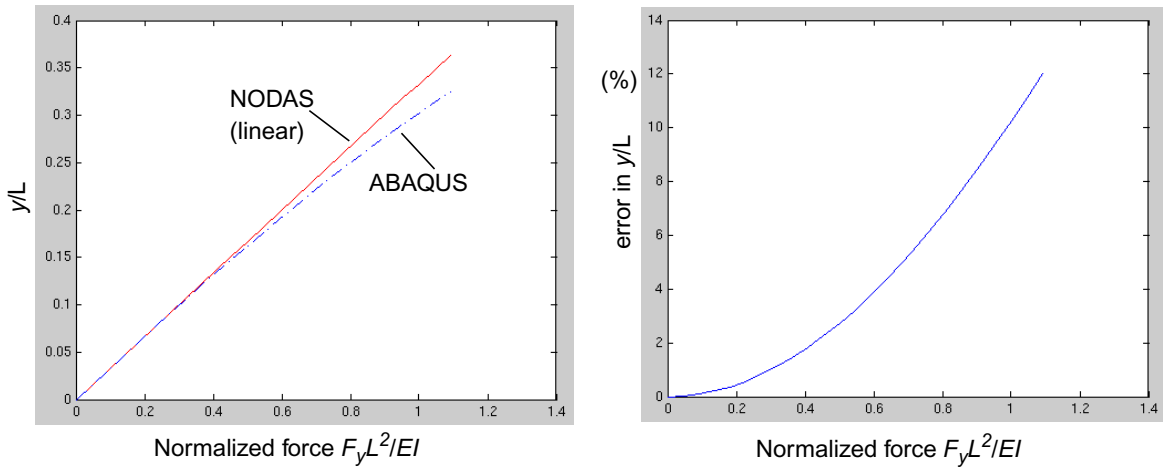 0.4
0.35
0.3
0.25
0.2
0.15
0.1
0.05
0
y/L
NODAS
(linear)
ABAQUS
0 0.2 0.4 0.6 0.8 1 1.2 1.4
Normalized force FyL²/EI
14
12
10
8
6
4
2
0
(%)
error in y/L
0 0.2 0.4 0.6 0.8 1 1.2 1.4
Normalized force FyL²/EI